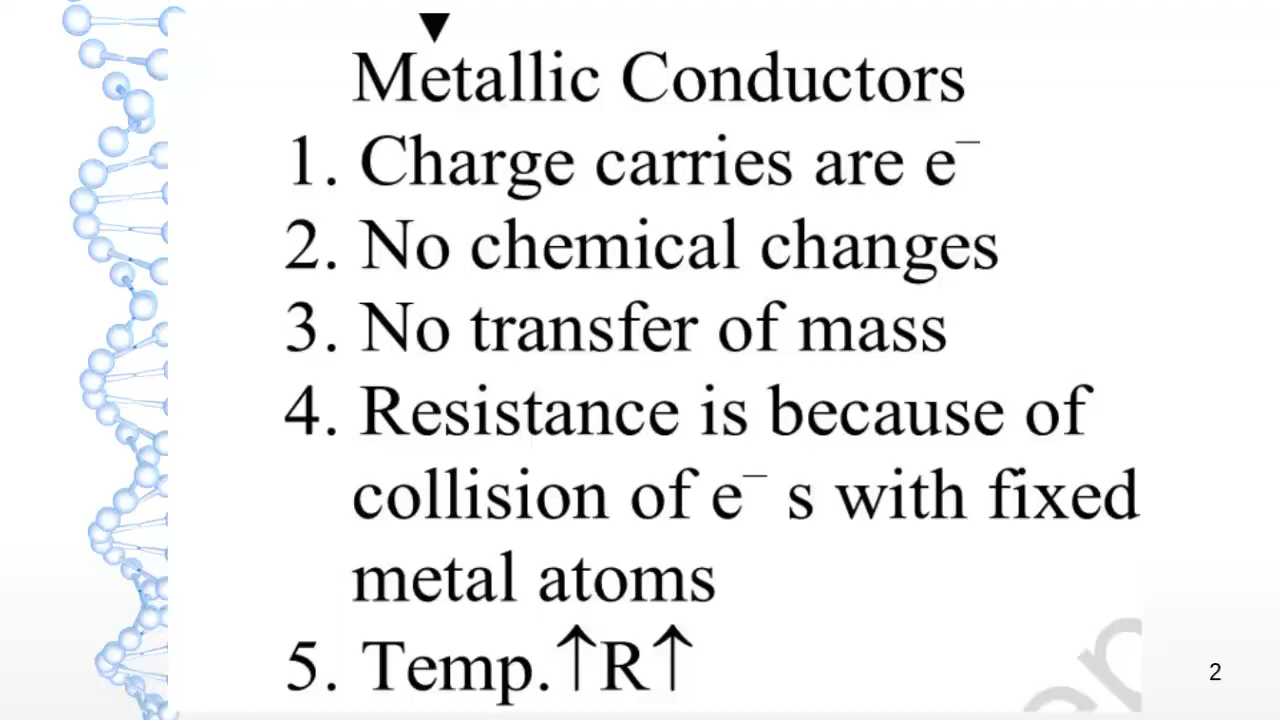 Metallic Conductors
1. Charge carries are e⁻
2. No chemical changes
3. No transfer of mass
4. Resistance is because of
collision of e⁻ s with fixed
metal atoms
5. Temp.↑R↑
2